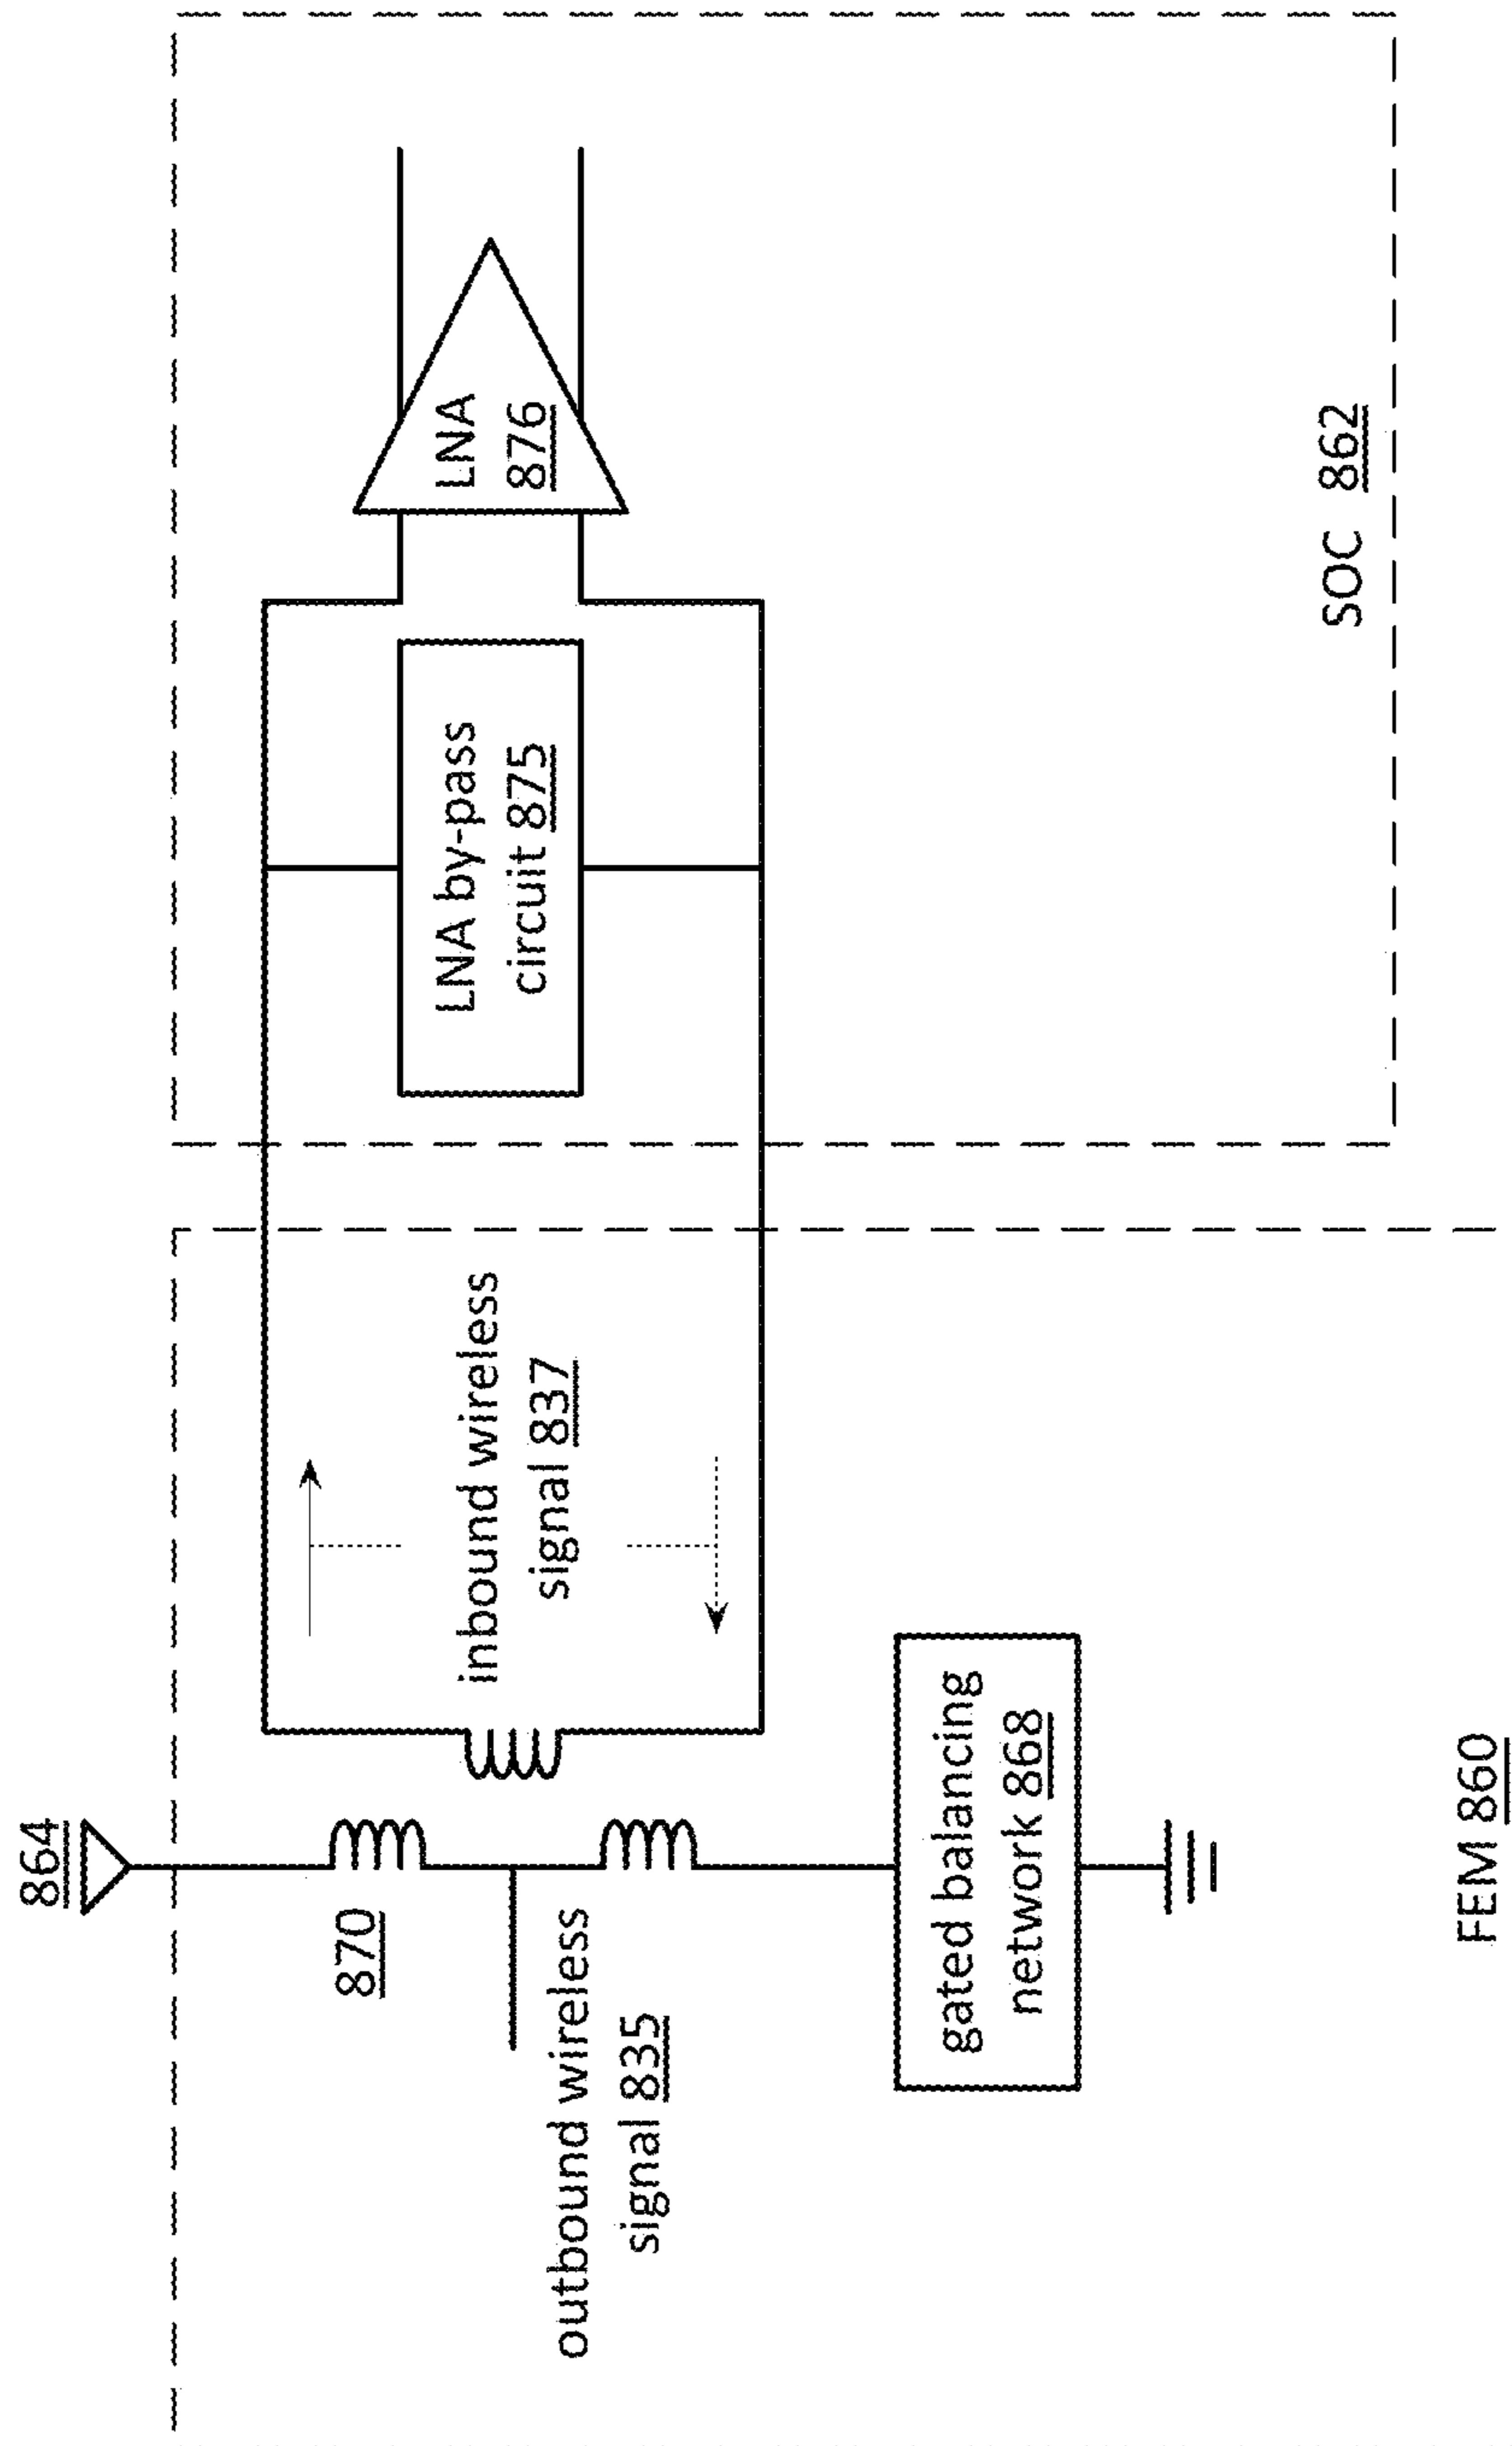 864
870
outbound wireless
signal 835
inbound wireless
signal 837
gated balancing
network 868
FEM 860
LNA by-pass
circuit 875
LNA
876
SOC 862